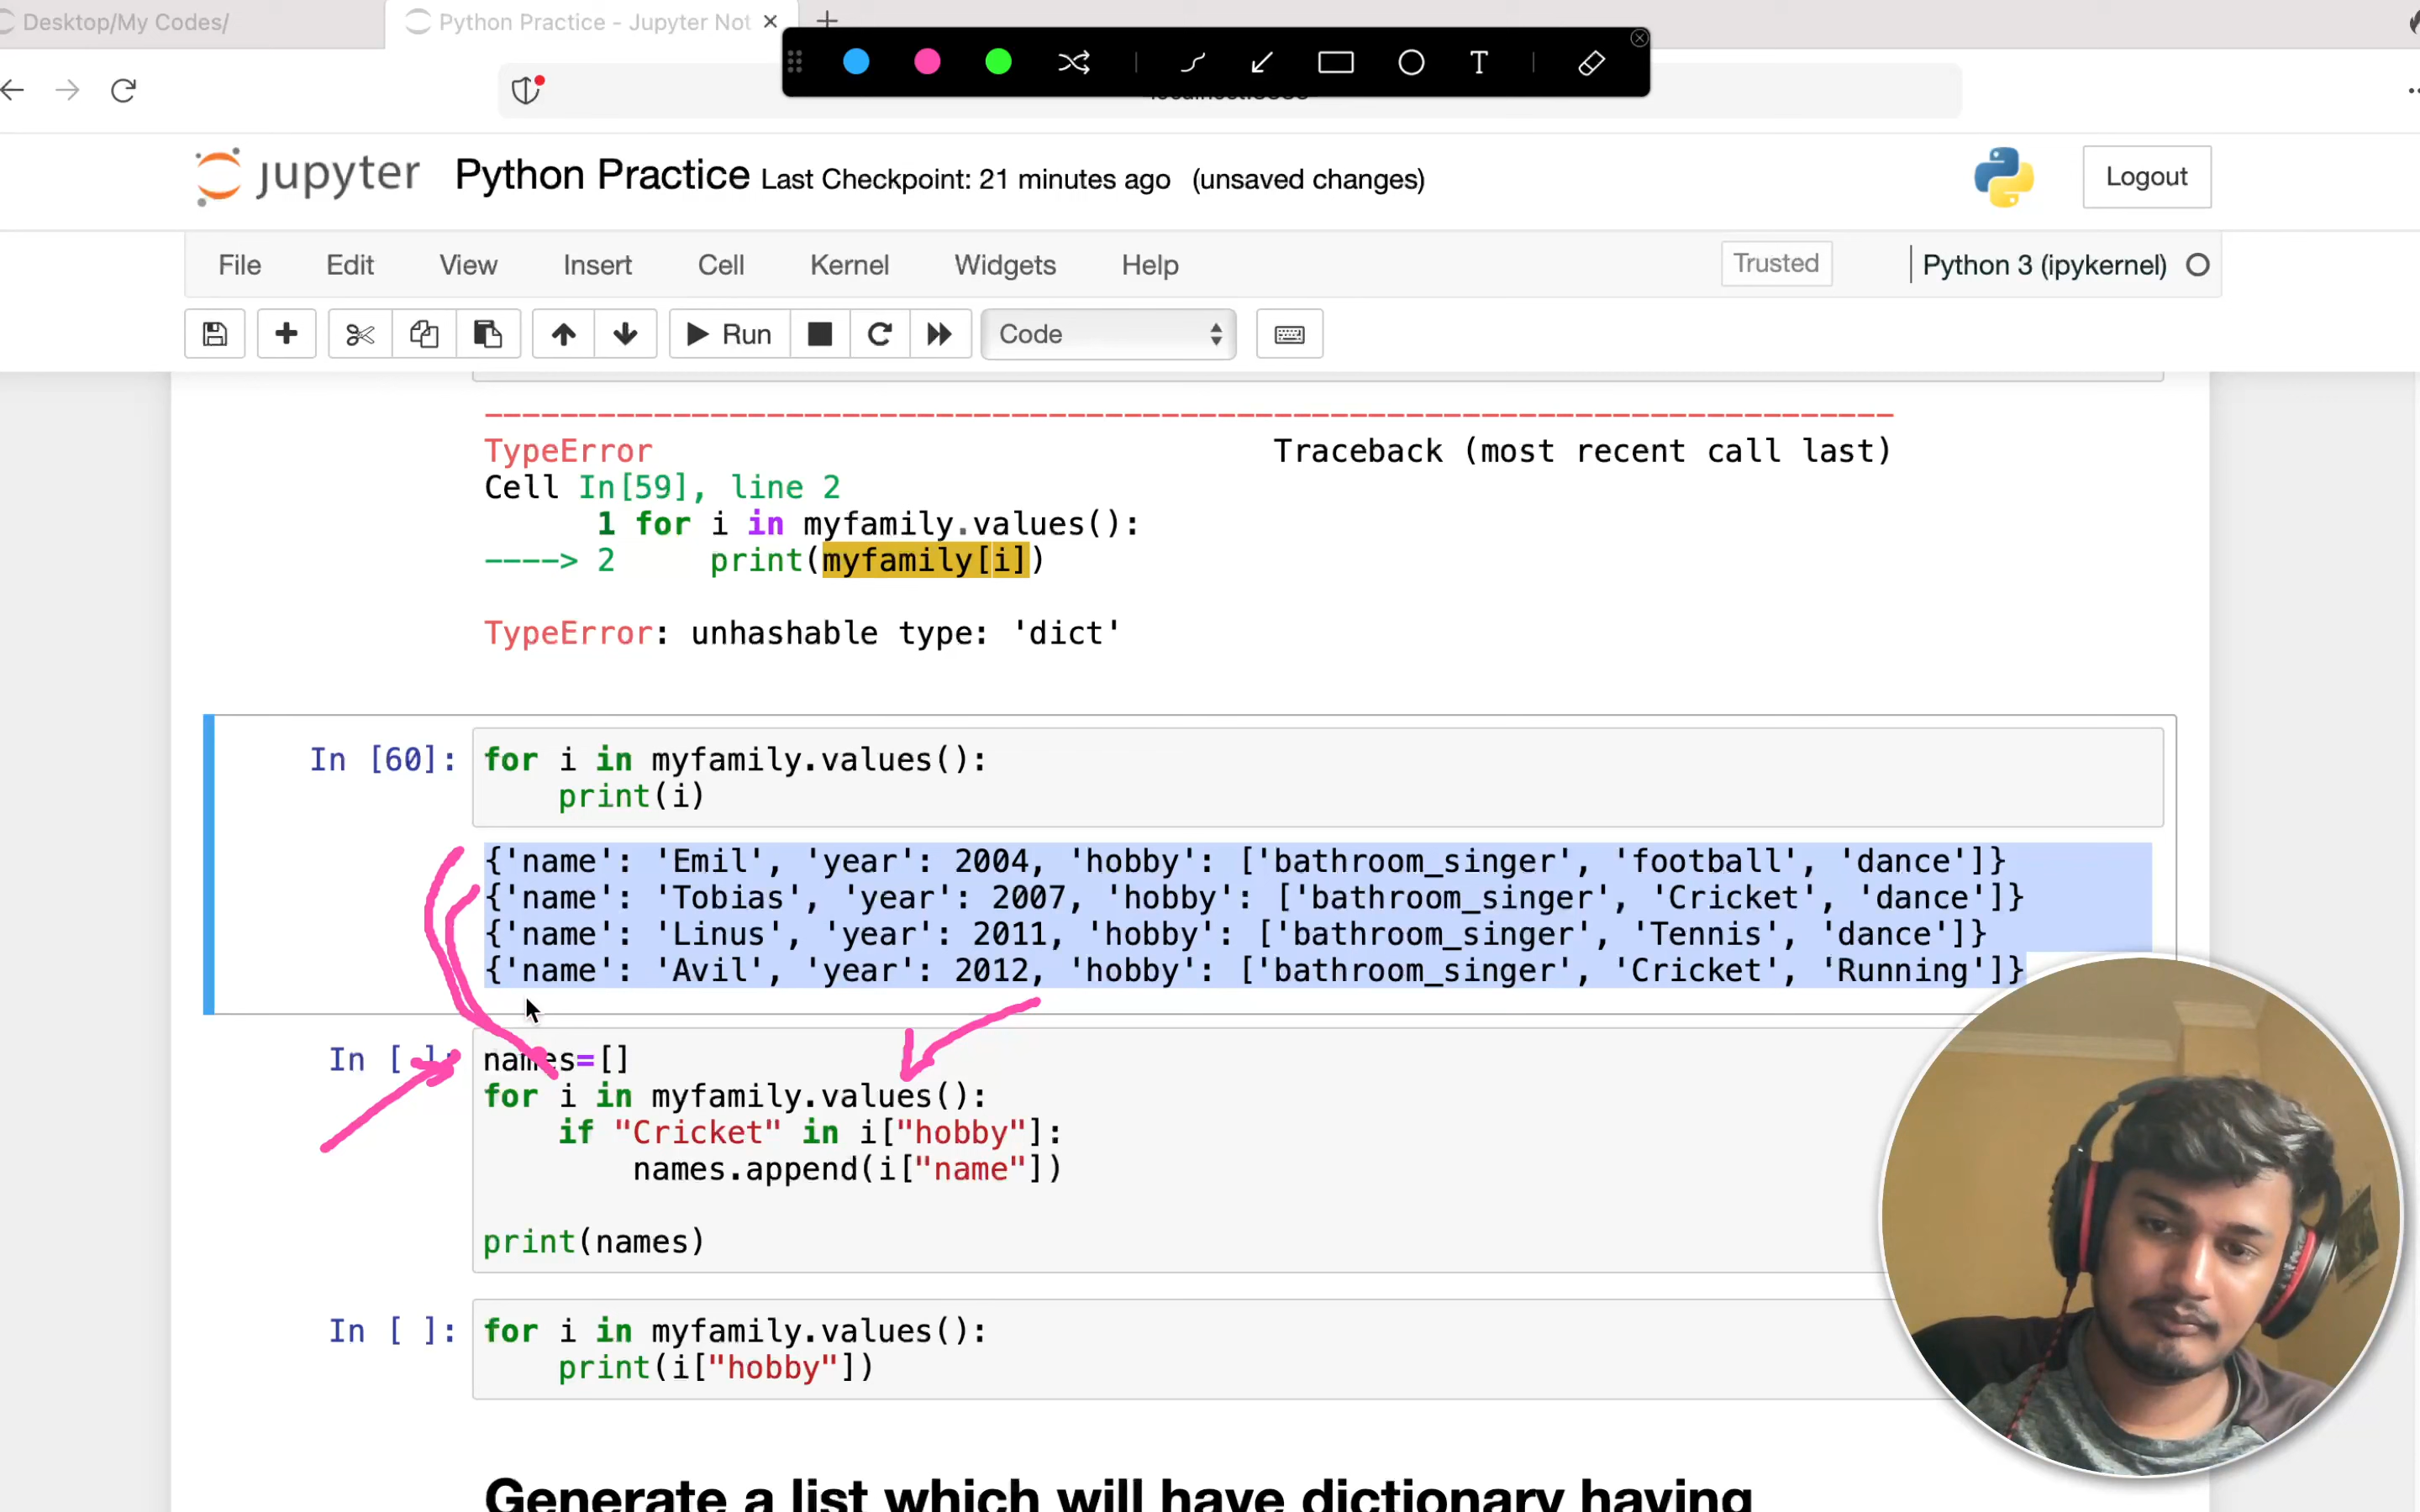 Desktop/My Codes/
Python Practice - Jupyter Not
T
jupyter Python Practice Last Checkpoint: 21 minutes ago (unsaved changes)
Logout
File Edit View Insert Cell Kernel Widgets Help Trusted Python 3 (ipykernel)
Run Code
---------------------------------------------------------------------------
TypeError Traceback (most recent call last)
Cell In[59], line 2
1 for i in myfamily.values():
----> 2 print(myfamily[i])
TypeError: unhashable type: 'dict'
In [60]: for i in myfamily.values():
print(i)
{'name': 'Emil', 'year': 2004, 'hobby': ['bathroom_singer', 'football', 'dance']}
{'name': 'Tobias', 'year': 2007, 'hobby': ['bathroom_singer', 'Cricket', 'dance']}
{'name': 'Linus', 'year': 2011, 'hobby': ['bathroom_singer', 'Tennis', 'dance']}
{'name': 'Avil', 'year': 2012, 'hobby': ['bathroom_singer', 'Cricket', 'Running']}
In [ ]: names=[]
for i in myfamily.values():
if "Cricket" in i["hobby"]:
names.append(i["name"])
print(names)
In [ ]: for i in myfamily.values():
print(i["hobby"])
Generate a list which will have dictionary having